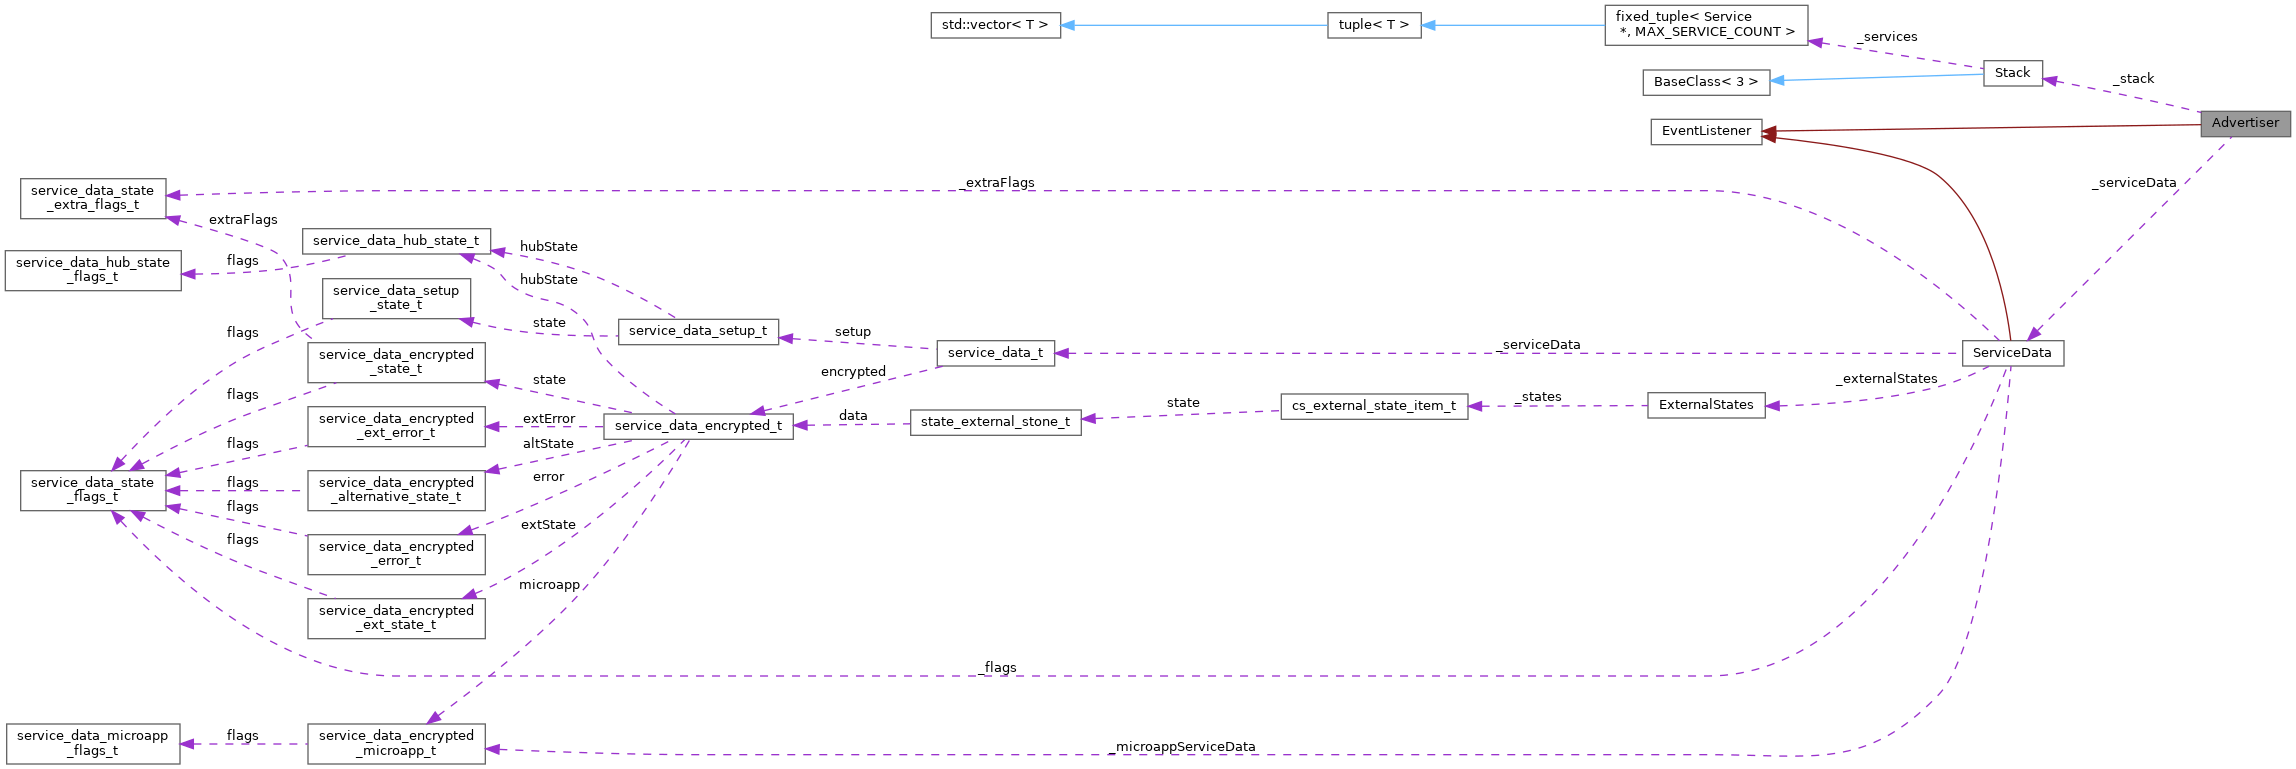 std::vector< T >
tuple< T >
fixed_tuple< Service
*, MAX_SERVICE_COUNT >
_services
Stack
BaseClass< 3 >
_stack
Advertiser
EventListener
_serviceData
service_data_state
_extra_flags_t
_extraFlags
extraFlags
service_data_hub_state_t
hubState
service_data_hub_state
_flags_t
flags
hubState
service_data_setup
_state_t
state
service_data_setup_t
setup
flags
service_data_t
_serviceData
ServiceData
service_data_encrypted
_state_t
encrypted
state
_externalStates
flags
_states
ExternalStates
cs_external_state_item_t
state
state_external_stone_t
data
service_data_encrypted_t
extError
service_data_encrypted
_ext_error_t
flags
altState
service_data_state
_flags_t
flags
service_data_encrypted
_alternative_state_t
error
flags
extState
flags
service_data_encrypted
_error_t
microapp
service_data_encrypted
_ext_state_t
_flags
service_data_microapp
_flags_t
flags
service_data_encrypted
_microapp_t
_microappServiceData